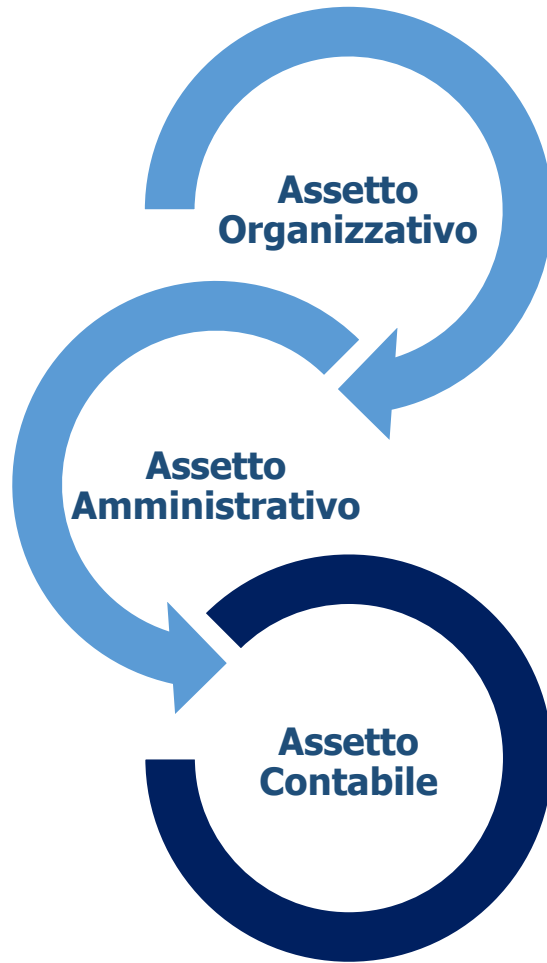 Assetto
Organizzativo
Assetto
Amministrativo
Assetto
Contabile